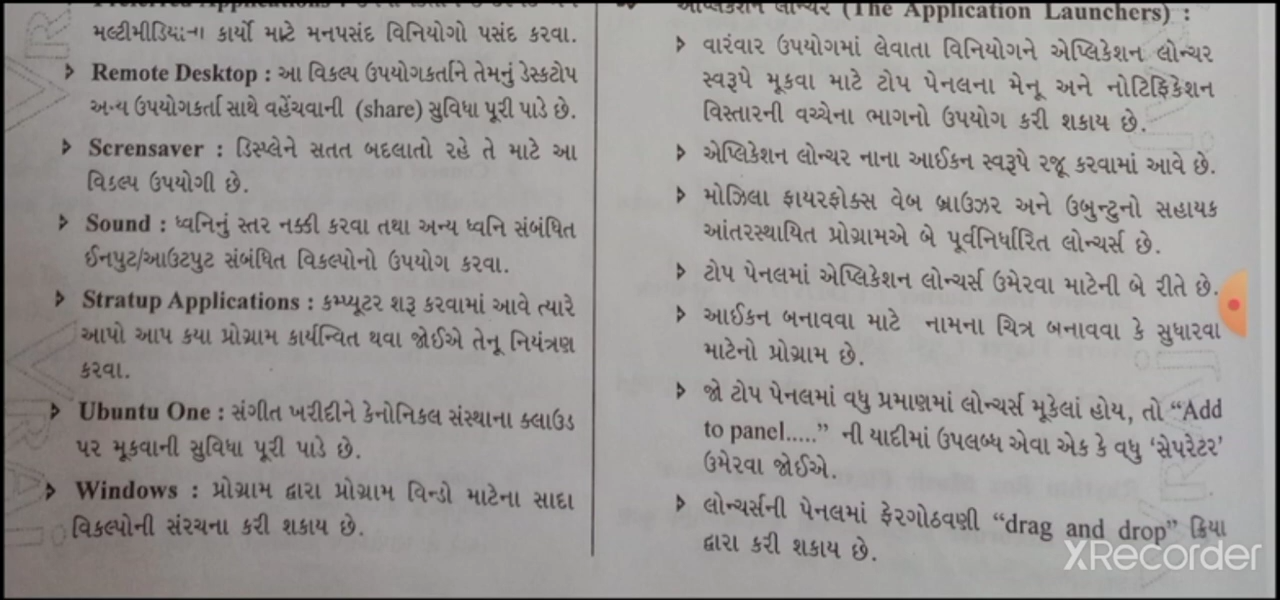 મલ્ટીમીડિયાના કાર્યો માટે મનપસંદ વિનિયોગો પસંદ કરવા.
Remote Desktop : આ વિકલ્પ ઉપયોગકર્તાને તેમનું ડેસ્કટોપ
અન્ય ઉપયોગકર્તા સાથે વહેંચવાની (share) સુવિધા પૂરી પાડે છે.
Scrensaver : ડિસ્પ્લેને સતત બદલાતો રહે તે માટે આ
વિકલ્પ ઉપયોગી છે.
Sound : ધ્વનિનું સ્તર નક્કી કરવા તથા અન્ય ધ્વનિ સંબંધિત
ઈનપુટ/આઉટપુટ સંબંધિત વિકલ્પોનો ઉપયોગ કરવા.
Stratup Applications : કમ્પ્યૂટર શરૂ કરવામાં આવે ત્યારે
આપો આપ કયા પ્રોગ્રામ કાર્યન્વિત થવા જોઈએ તેનૂ નિયંત્રણ
કરવા.
Ubuntu One : સંગીત ખરીદીને કેનોનિકલ સંસ્થાના ક્લાઉડ
પર મૂકવાની સુવિધા પૂરી પાડે છે.
Windows : પ્રોગ્રામ દ્વારા પ્રોગ્રામ વિન્ડો માટેના સાદા
વિકલ્પોની સંરચના કરી શકાય છે.
એપ્લિકેશન લોન્ચર (The Application Launchers) :
વારંવાર ઉપયોગમાં લેવાતા વિનિયોગને એપ્લિકેશન લોન્ચર
સ્વરૂપે મૂકવા માટે ટોપ પેનલના મેનૂ અને નોટિફિકેશન
વિસ્તારની વચ્ચેના ભાગનો ઉપયોગ કરી શકાય છે.
એપ્લિકેશન લોન્ચર નાના આઈકન સ્વરૂપે રજૂ કરવામાં આવે છે.
મોઝિલા ફાયરફોક્સ વેબ બ્રાઉઝર અને ઉબુન્ટુનો સહાયક
આંતરસ્થાયિત પ્રોગ્રામએ બે પૂર્વનિર્ધારિત લોન્ચર્સ છે.
ટોપ પેનલમાં એપ્લિકેશન લોન્ચર્સ ઉમેરવા માટેની બે રીતે છે.
આઈકન બનાવવા માટે નામના ચિત્ર બનાવવા કે સુધારવા
માટેનો પ્રોગ્રામ છે.
જો ટોપ પેનલમાં વધુ પ્રમાણમાં લોન્ચર્સ મૂકેલાં હોય, તો “Add
to panel.....” ની યાદીમાં ઉપલબ્ધ એવા એક કે વધુ ‘સેપરેટર’
ઉમેરવા જોઈએ.
લોન્ચર્સની પેનલમાં ફેરગોઠવણી “drag and drop” ક્રિયા
દ્વારા કરી શકાય છે.
XRecorder